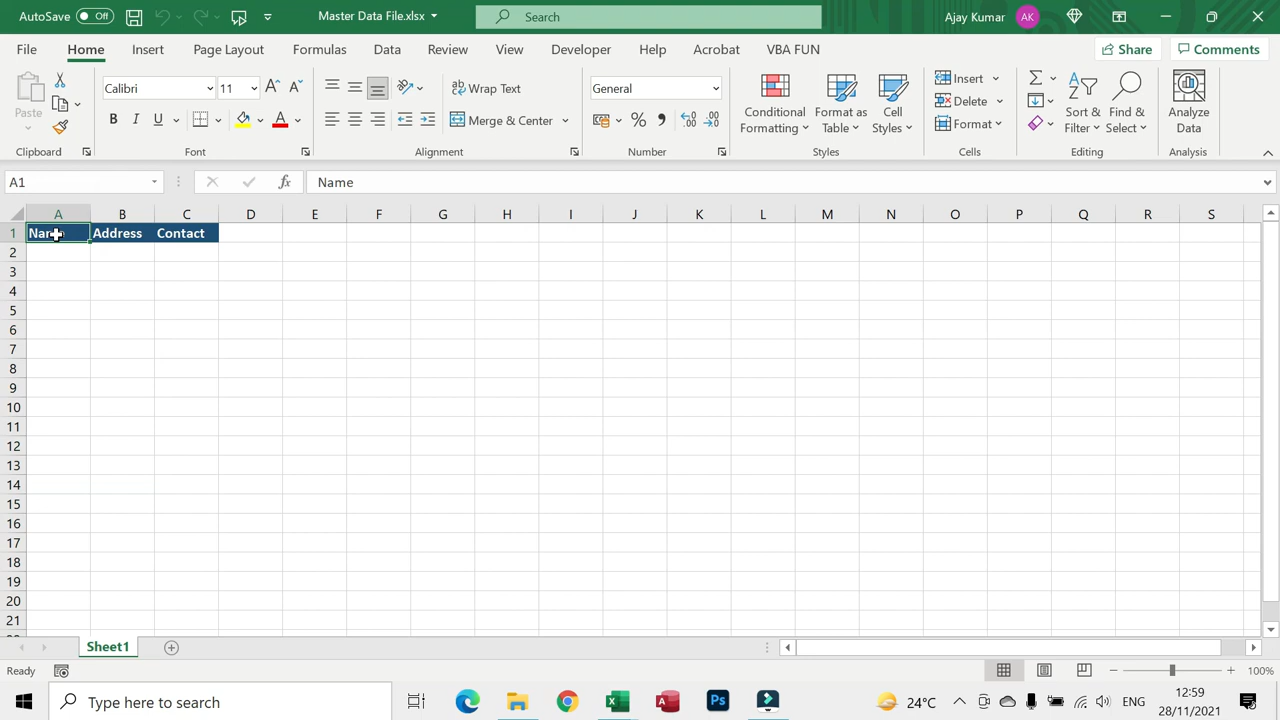 AutoSave Off Master Data File.xlsx Search Ajay Kumar AK
File Home Insert Page Layout Formulas Data Review View Developer Help Acrobat VBA FUN Share Comments
Paste
Clipboard
Calibri 11
Font
Wrap Text
Merge & Center
Alignment
General
Number
Conditional Formatting
Format as Table
Cell Styles
Styles
Insert
Delete
Format
Cells
Sort & Filter
Find & Select
Editing
Analyze Data
Analysis
A1 fx Name
A B C D E F G H I J K L M N O P Q R S
1 Name Address Contact
2
3
4
5
6
7
8
9
10
11
12
13
14
15
16
17
18
19
20
21
Sheet1
Ready 100%
Type here to search 24°C ENG 12:59
28/11/2021